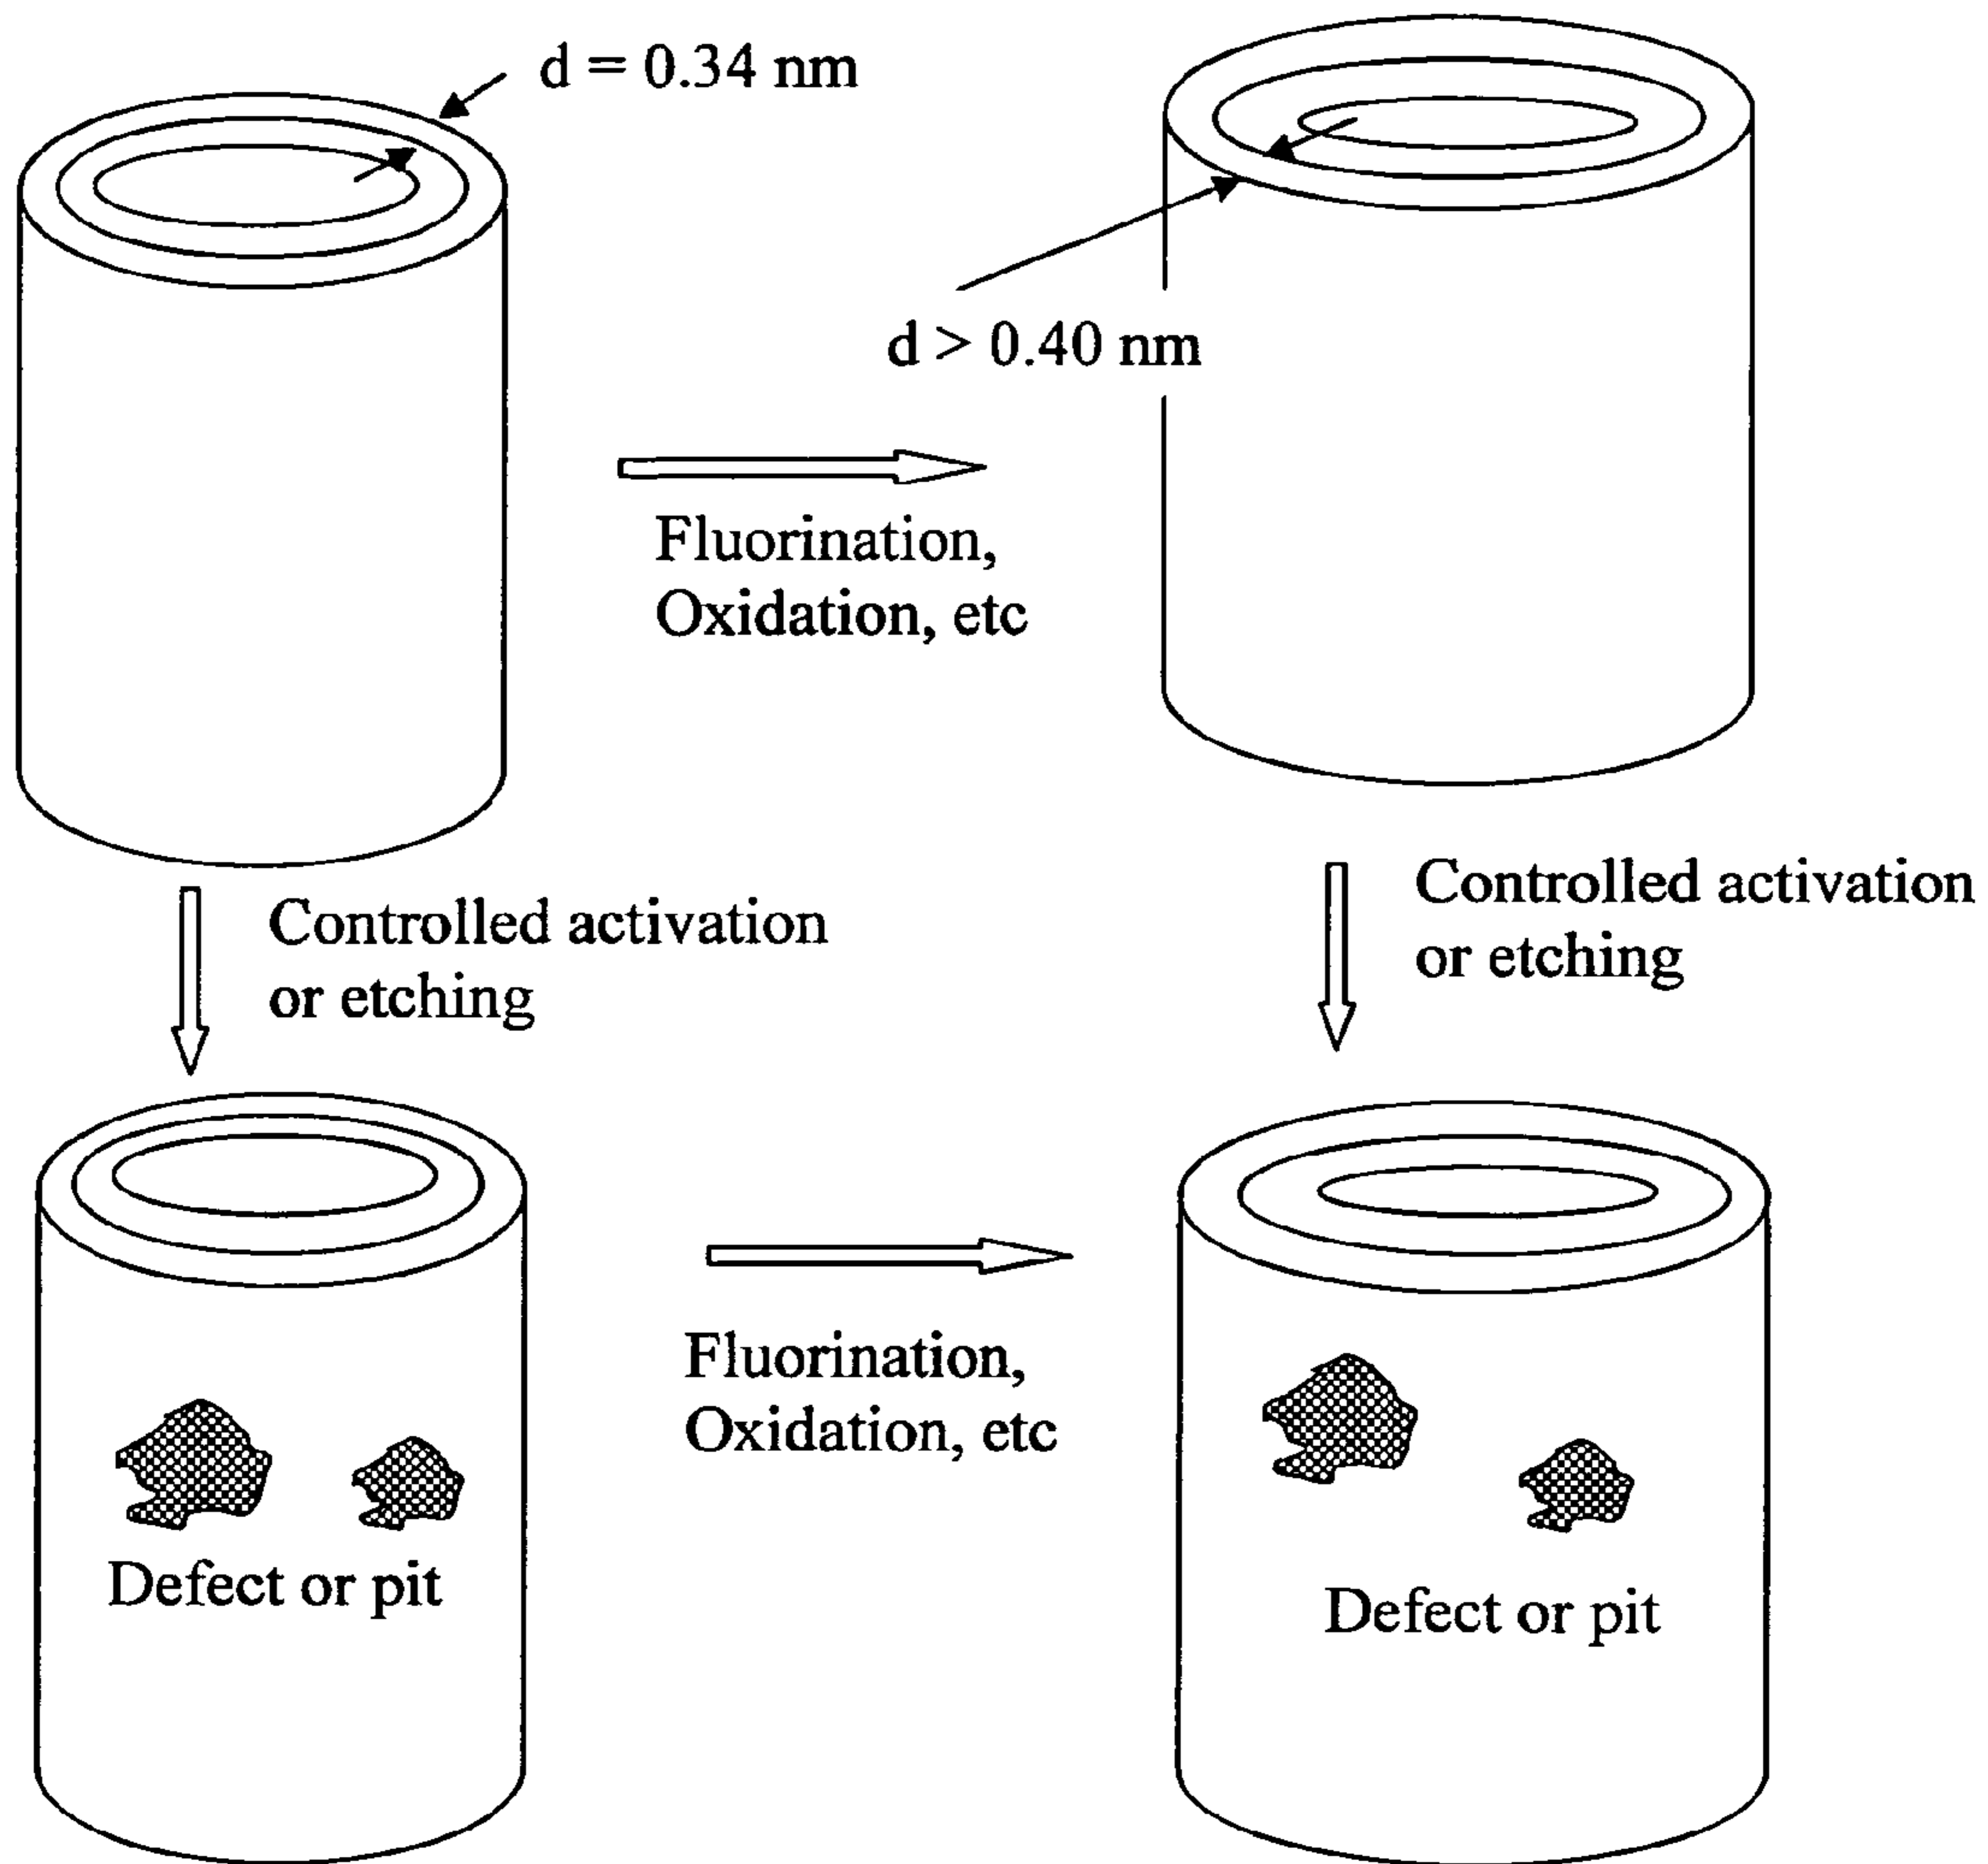 d = 0.34 nm
d > 0.40 nm
Fluorination,
Oxidation, etc
Controlled activation
or etching
Controlled activation
or etching
Fluorination,
Oxidation, etc
Defect or pit
Defect or pit